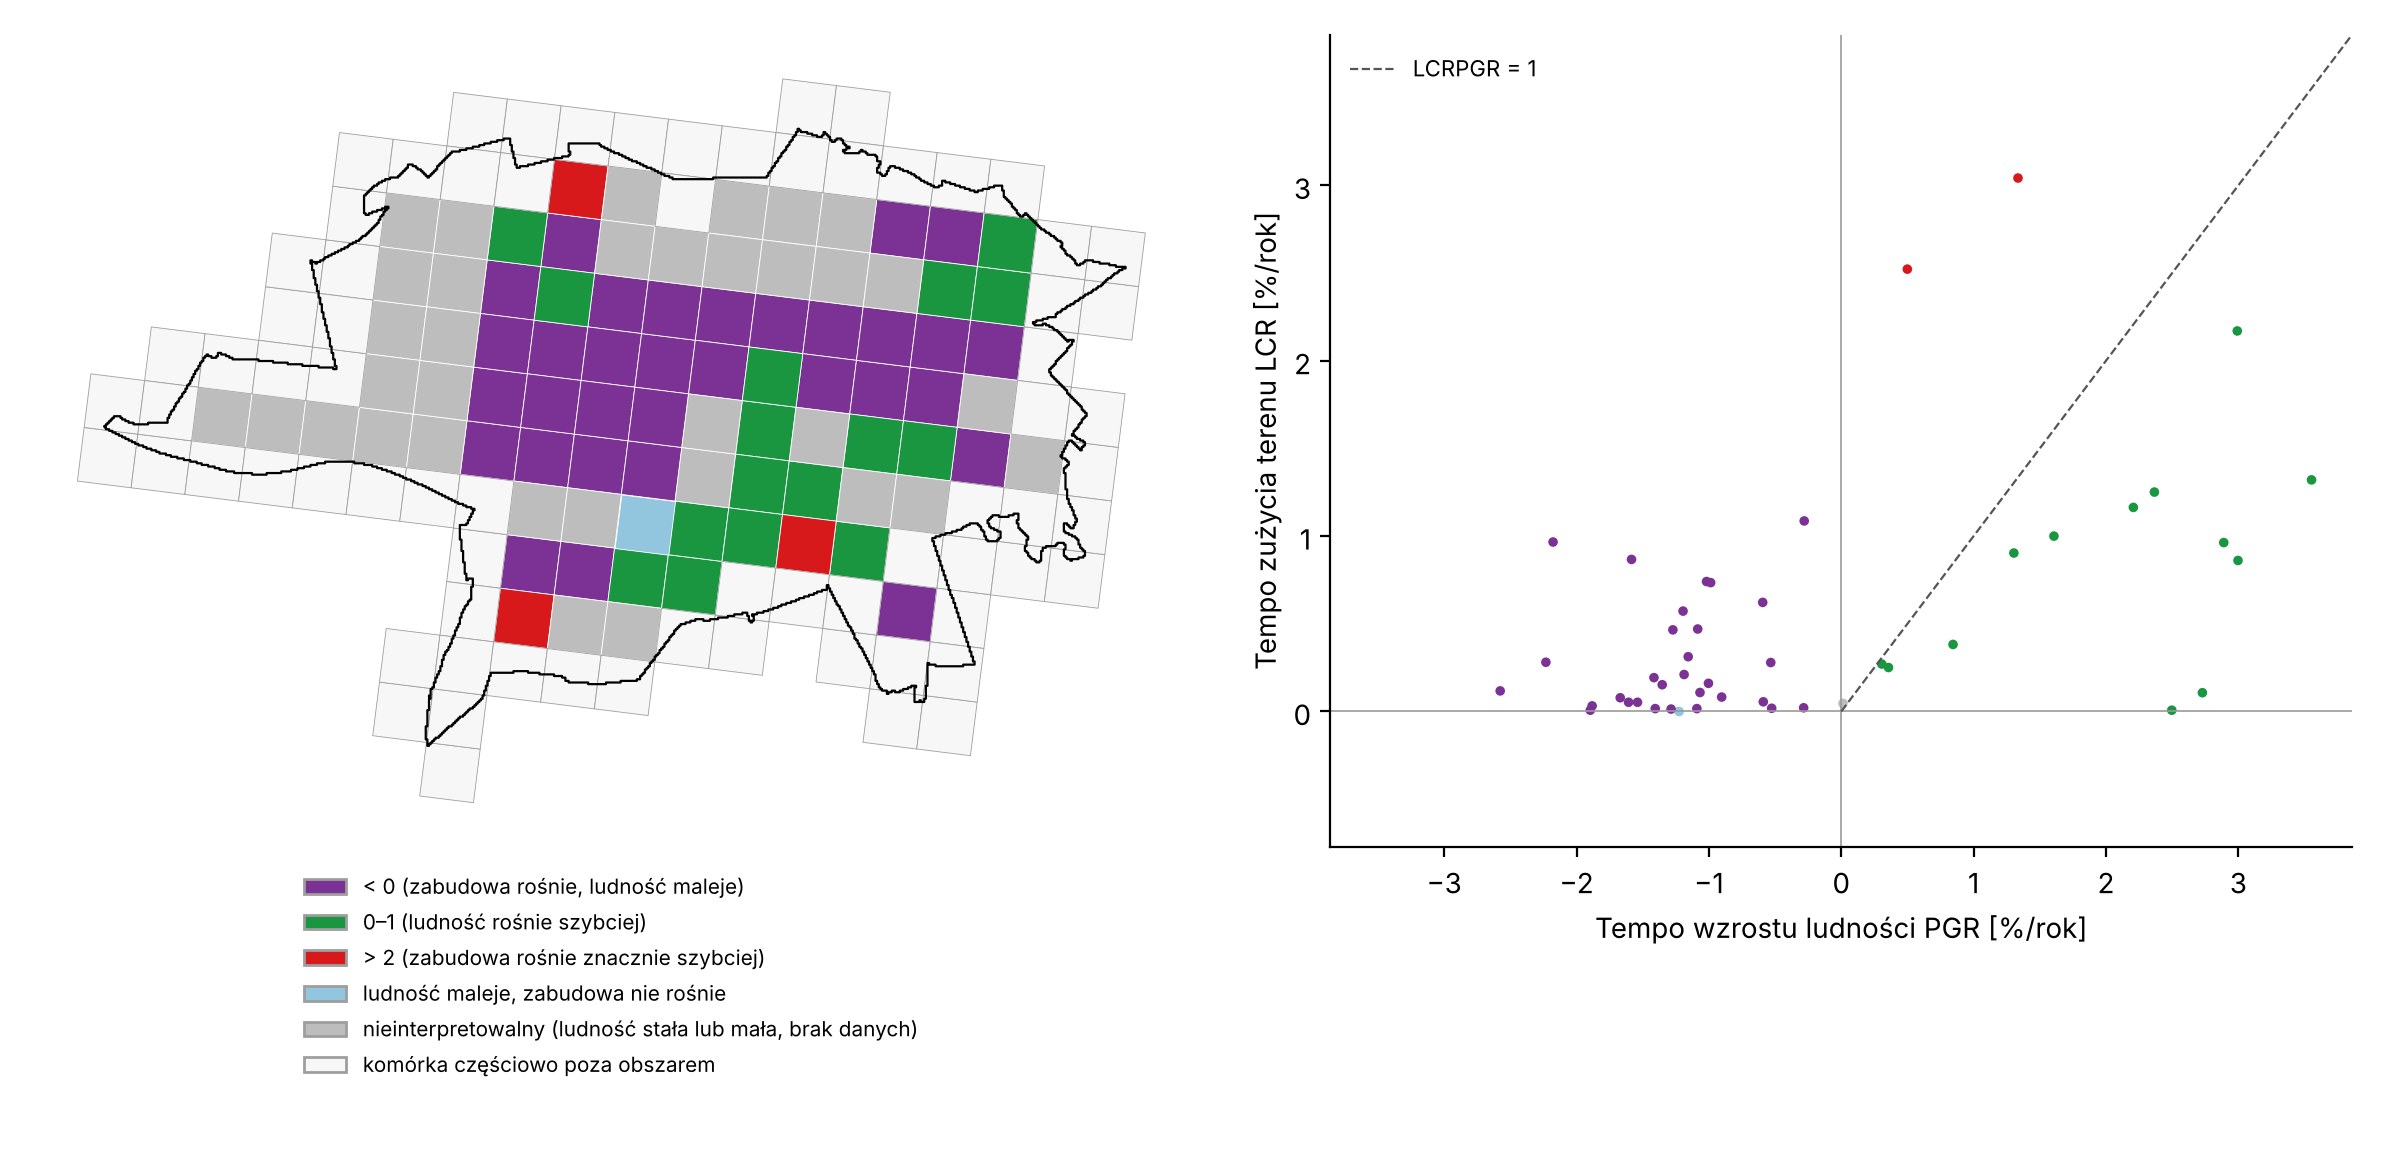 LCRPGR = 1
Tempo zużycia terenu LCR [%/rok]
3
2
1
0
−3 −2 −1 0 1 2 3
Tempo wzrostu ludności PGR [%/rok]
< 0 (zabudowa rośnie, ludność maleje)
0–1 (ludność rośnie szybciej)
> 2 (zabudowa rośnie znacznie szybciej)
ludność maleje, zabudowa nie rośnie
nieinterpretowalny (ludność stała lub mała, brak danych)
komórka częściowo poza obszarem